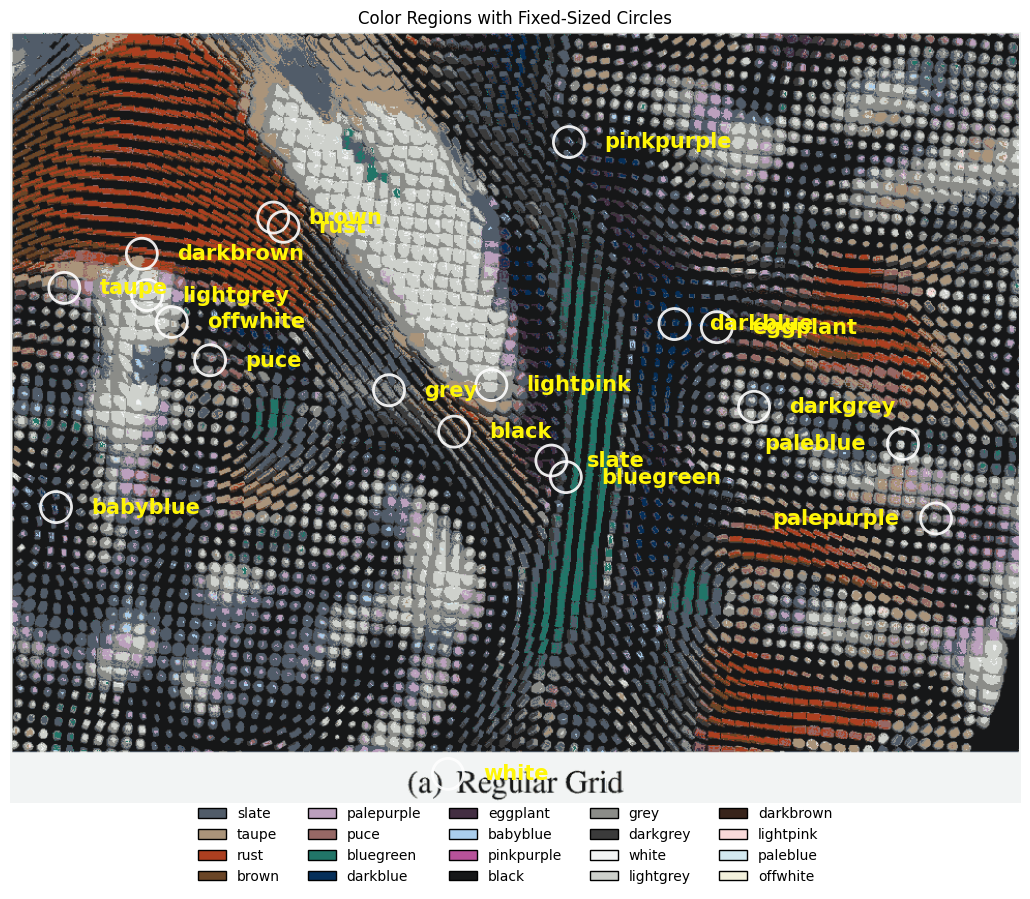 Color Regions with Fixed-Sized Circles
pinkpurple
brown
rust
darkbrown
taupe
lightgrey
offwhite
darkblue
eggplant
puce
grey
lightpink
darkgrey
black
paleblue
slate
bluegreen
babyblue
palepurple
white
(a) Regular Grid
slate palepurple eggplant grey darkbrown
taupe puce babyblue darkgrey lightpink
rust bluegreen pinkpurple white paleblue
brown darkblue black lightgrey offwhite